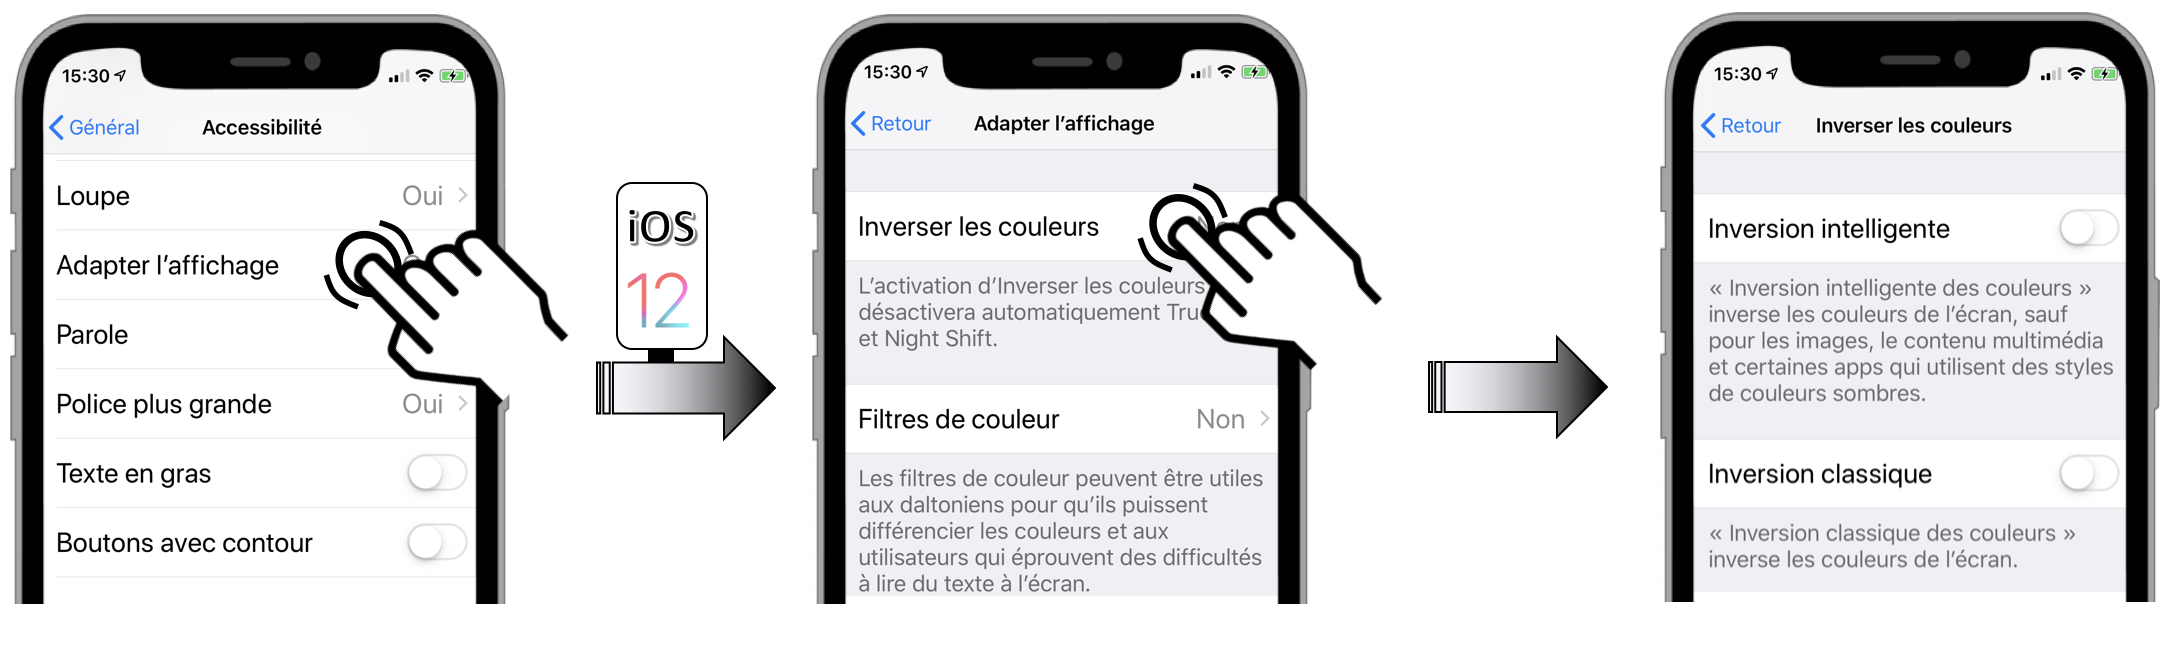 15:30
Général
Accessibilité
Loupe Oui
Adapter l'affichage
Parole
Police plus grande Oui
Texte en gras
Boutons avec contour
iOS
12
15:30
Retour
Adapter l'affichage
Inverser les couleurs
L'activation d'Inverser les couleurs
désactivera automatiquement Tru
et Night Shift.
Filtres de couleur Non
Les filtres de couleur peuvent être utiles
aux daltoniens pour qu'ils puissent
différencier les couleurs et aux
utilisateurs qui éprouvent des difficultés
à lire du texte à l'écran.
15:30
Retour
Inverser les couleurs
Inversion intelligente
« Inversion intelligente des couleurs »
inverse les couleurs de l'écran, sauf
pour les images, le contenu multimédia
et certaines apps qui utilisent des styles
de couleurs sombres.
Inversion classique
« Inversion classique des couleurs »
inverse les couleurs de l'écran.